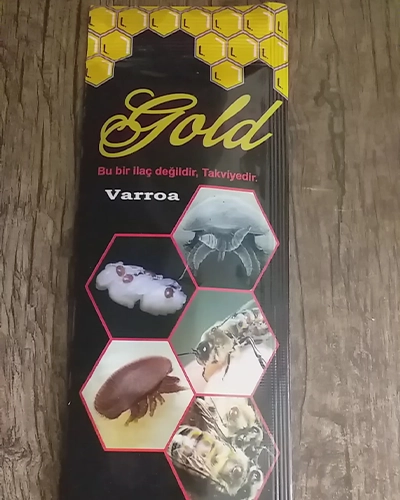 Gold
Bu bir ilaç değildir, Takviyedir.
Varroa